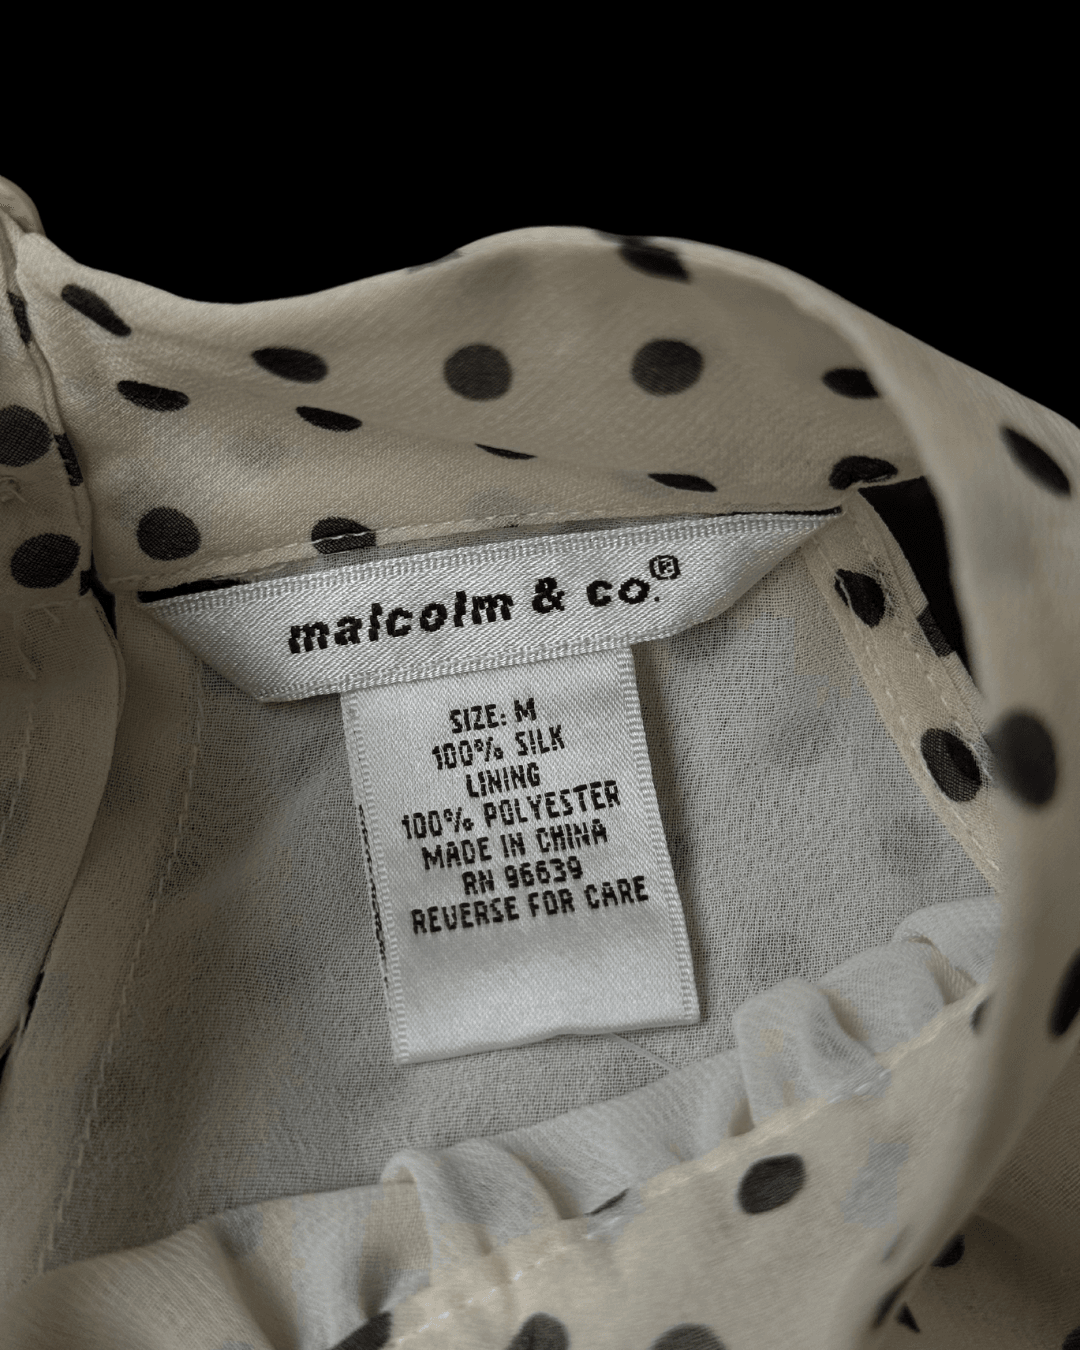 malcolm & co.®
SIZE: M
100% SILK
LINING
100% POLYESTER
MADE IN CHINA
RN 96639
REVERSE FOR CARE